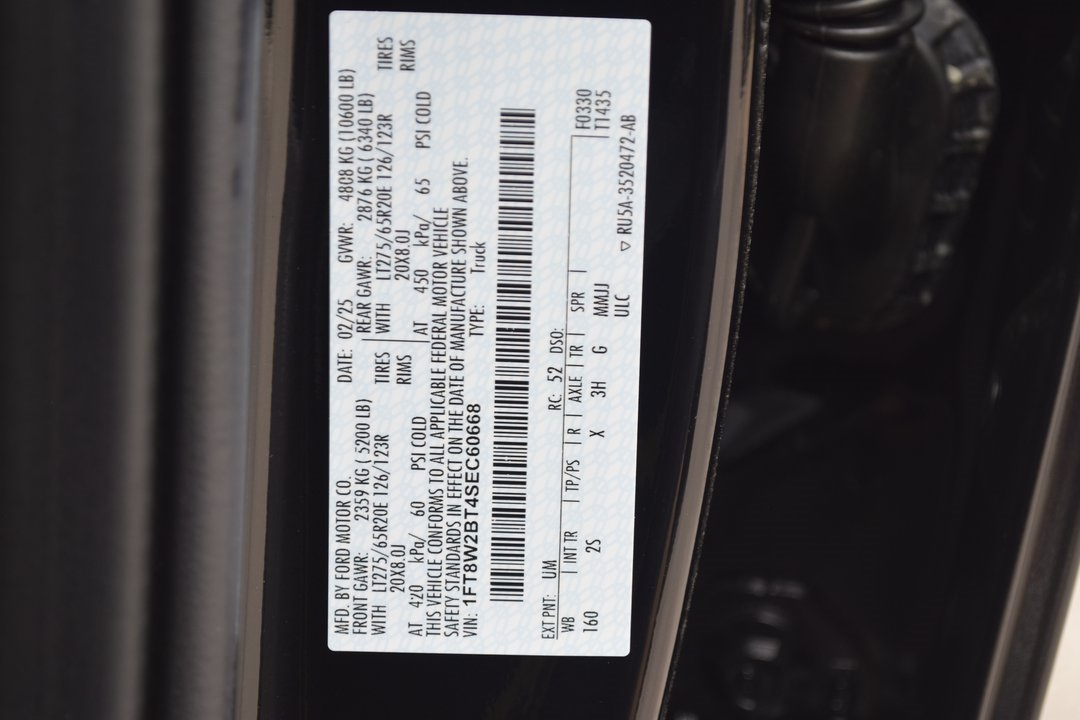 MFD. BY FORD MOTOR CO. DATE: 02/25 GVWR: 4808 KG (10600 LB)
FRONT GAWR: 2359 KG ( 5200 LB) REAR GAWR: 2876 KG ( 6340 LB)
WITH LT275/65R20E 126/123R TIRES WITH LT275/65R20E 126/123R TIRES
20X8.0J RIMS 20X8.0J RIMS
AT 420 kPa/ 60 PSI COLD AT 450 kPa/ 65 PSI COLD
THIS VEHICLE CONFORMS TO ALL APPLICABLE FEDERAL MOTOR VEHICLE
SAFETY STANDARDS IN EFFECT ON THE DATE OF MANUFACTURE SHOWN ABOVE.
VIN: 1FT8W2BT4SEC60668 TYPE: Truck
EXT PNT: UM RC: 52 DSO:
WB INT TR TP/PS R AXLE TR SPR F0330
160 2S X 3H G MMJJ T1435
ULC
▽ RU5A-3520472-AB